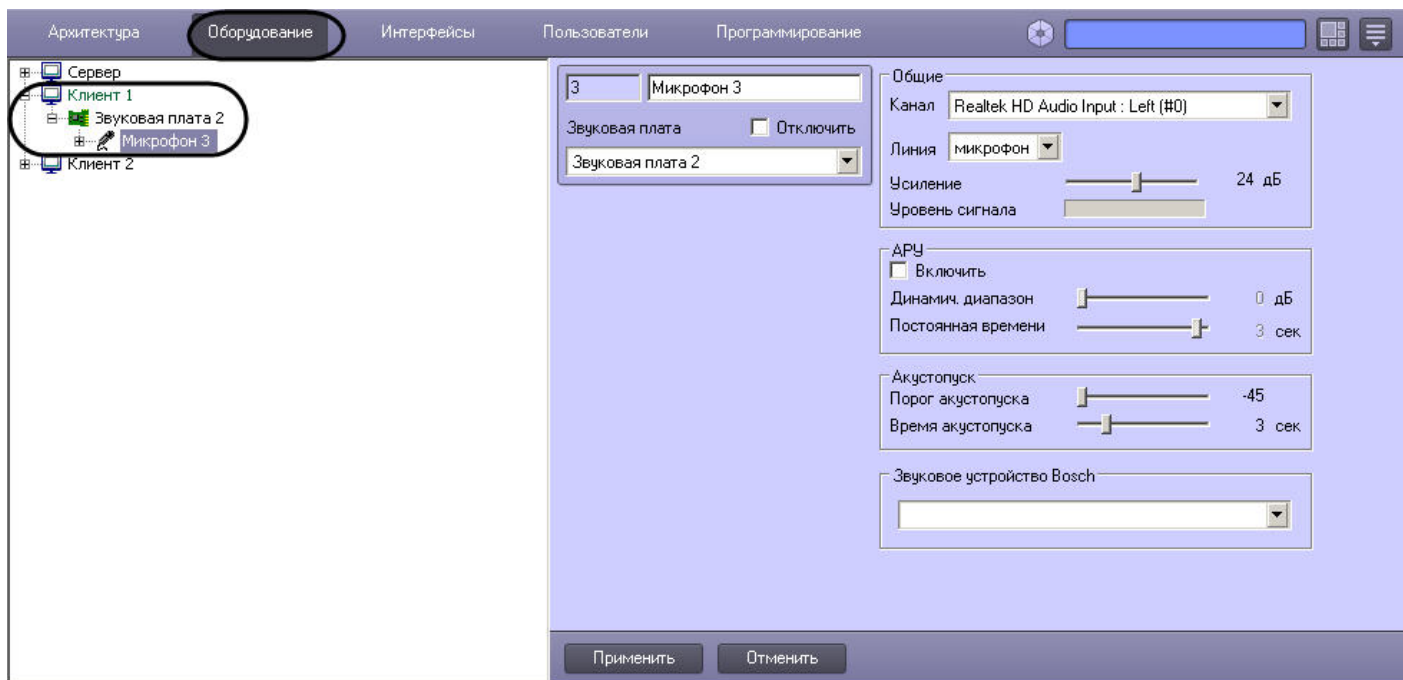 Архитектура Оборудование Интерфейсы Пользователи Программирование
Сервер
Клиент 1
Звуковая плата 2
Микрофон 3
Клиент 2
3 Микрофон 3
Звуковая плата Отключить
Звуковая плата 2
Общие
Канал Realtek HD Audio Input : Left (#0)
Линия микрофон
Усиление 24 дБ
Уровень сигнала
АРУ
Включить
Динамич. диапазон 0 дБ
Постоянная времени 3 сек
Акустопуск
Порог акустопуска -45
Время акустопуска 3 сек
Звуковое устройство Bosch
Применить Отменить